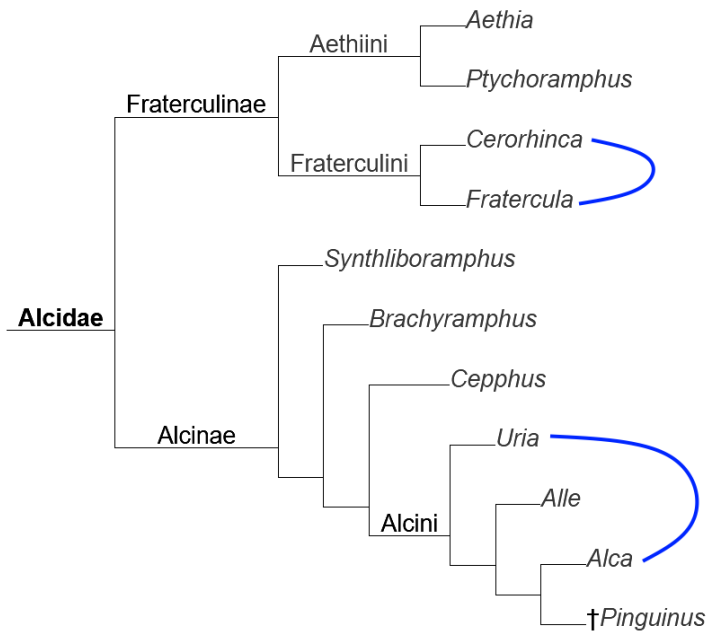 Aethia
Aethiini
Ptychoramphus
Fraterculinae
Cerorhinca
Fraterculini
Fratercula
Synthliboramphus
Alcidae
Brachyramphus
Cepphus
Alcinae
Uria
Alle
Alcini
Alca
†Pinguinus